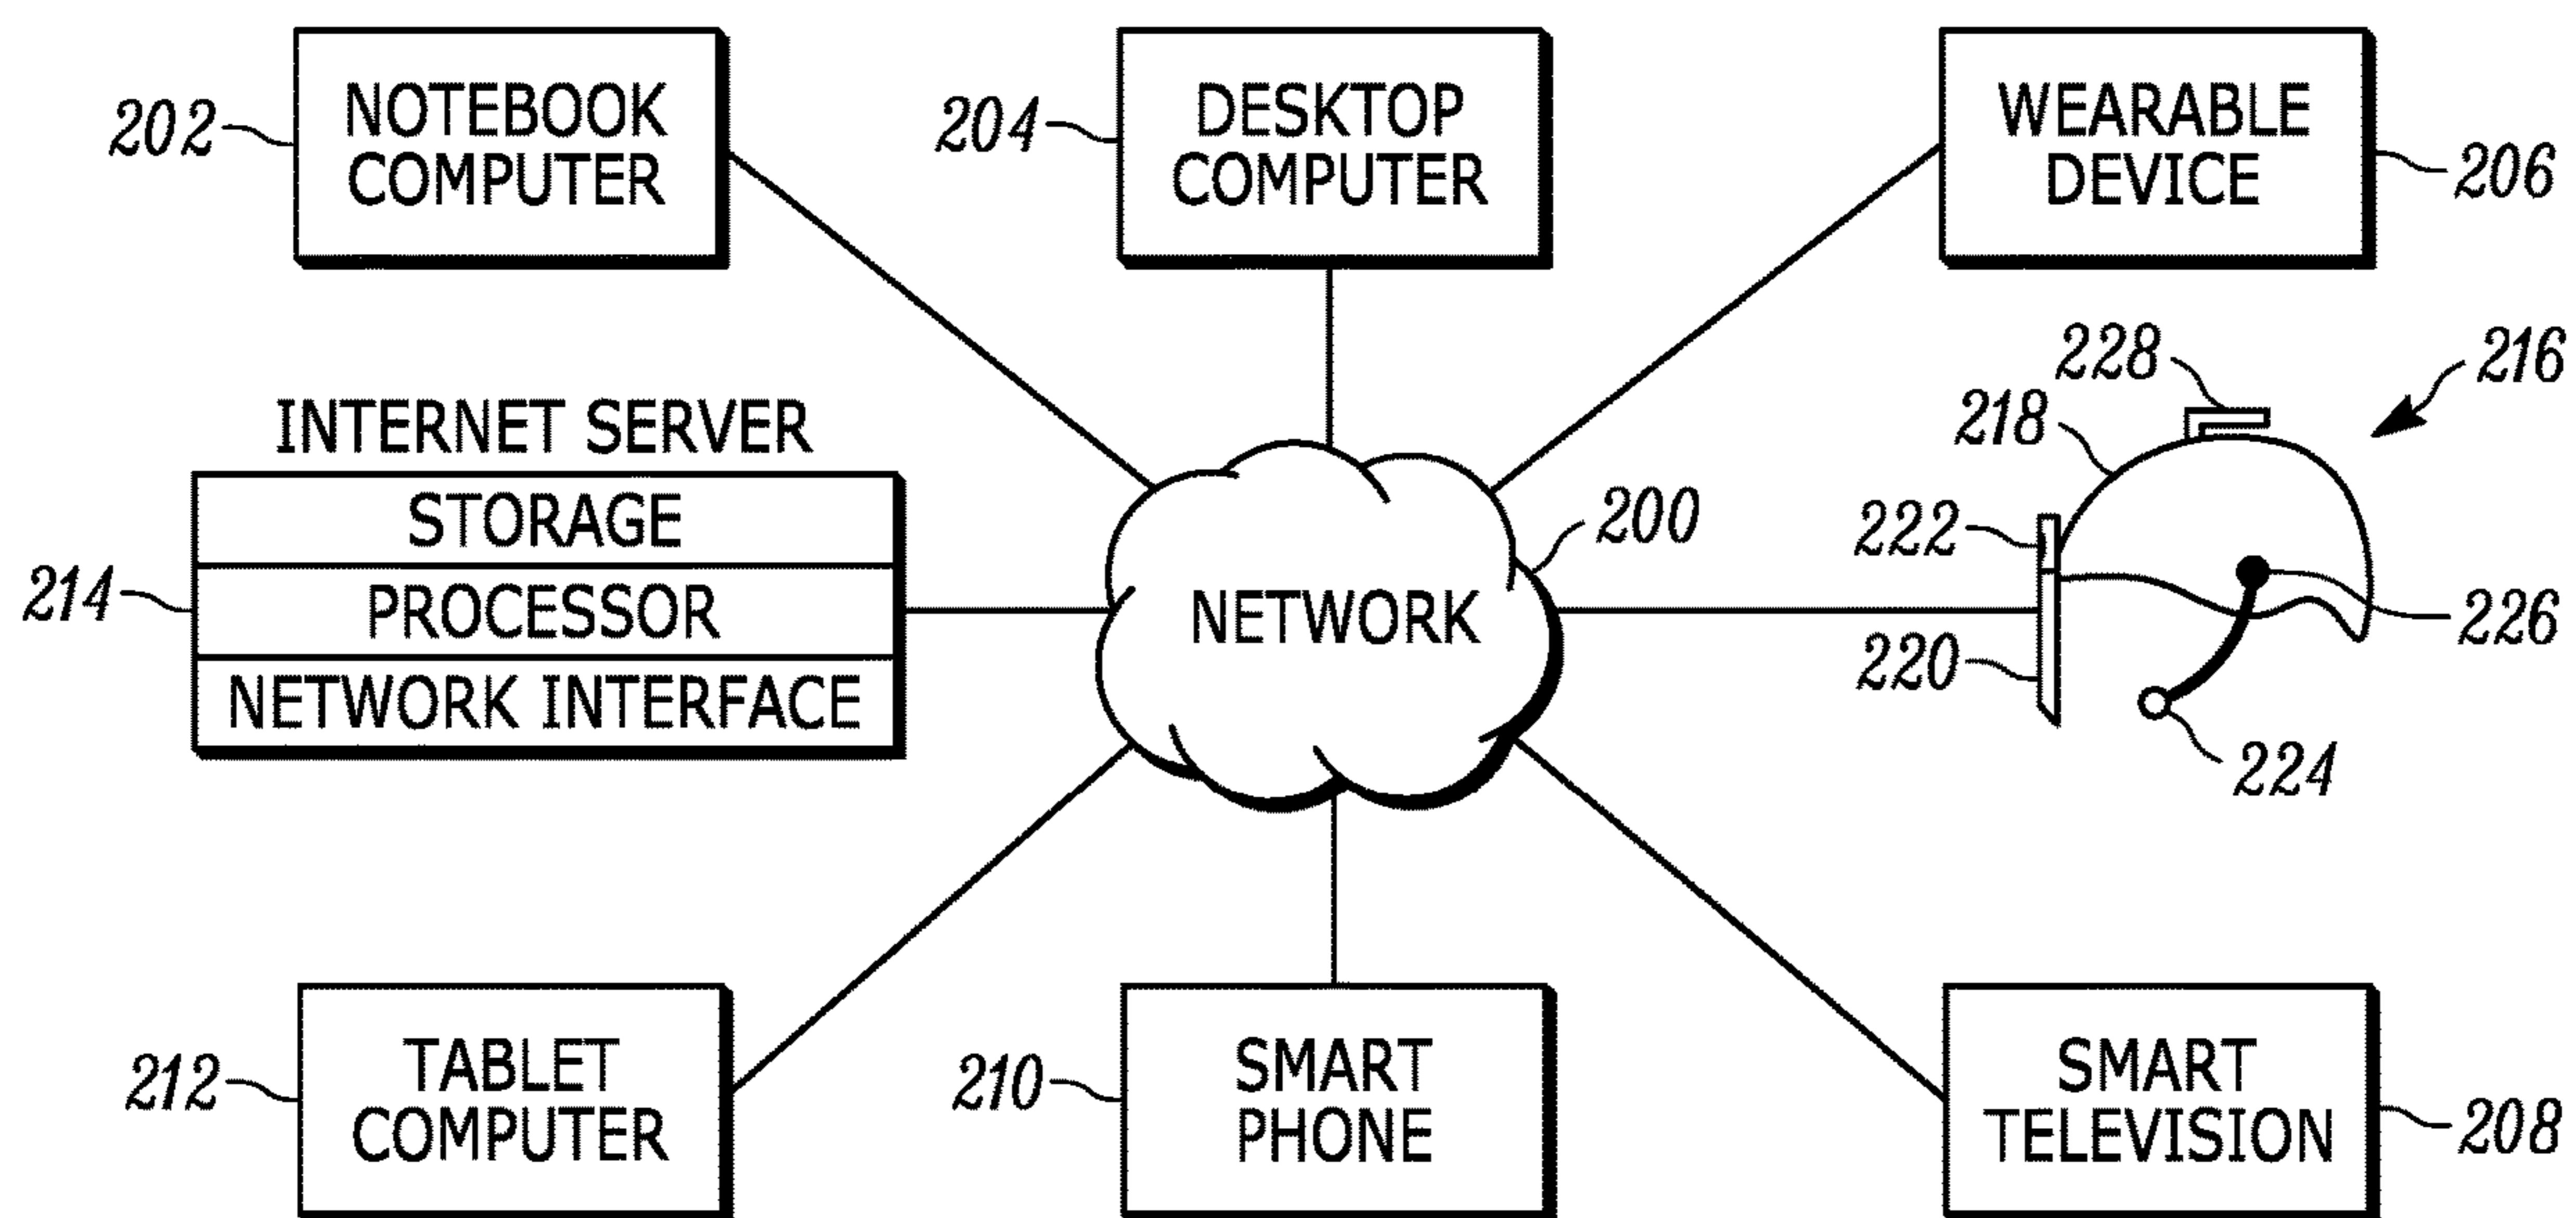 NOTEBOOK
COMPUTER
202
DESKTOP
COMPUTER
204
WEARABLE
DEVICE
206
INTERNET SERVER
STORAGE
PROCESSOR
NETWORK INTERFACE
214
NETWORK
200
228
216
218
222
226
220
224
TABLET
COMPUTER
212
SMART
PHONE
210
SMART
TELEVISION
208